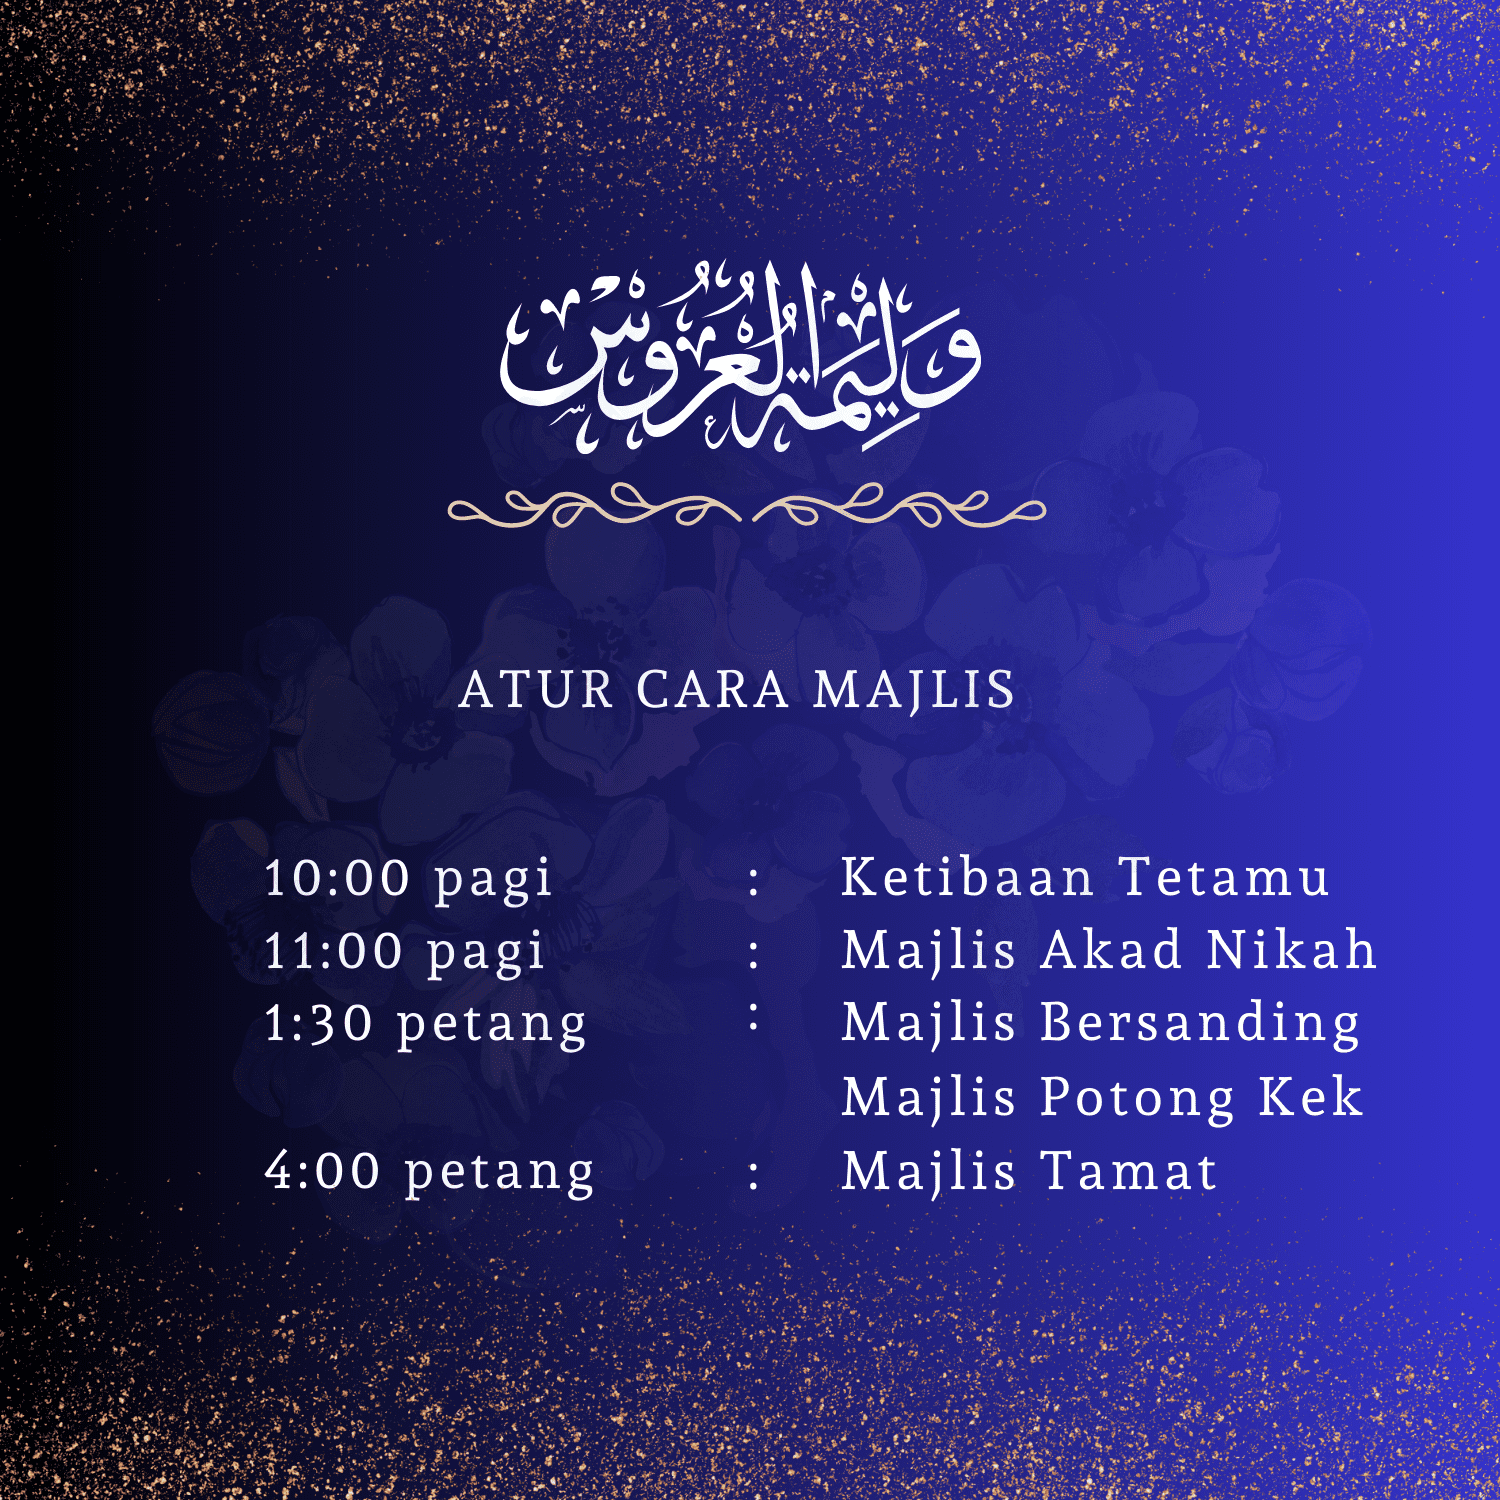 وَلِيمَةُ الْعُرُوسْ
ATUR CARA MAJLIS
10:00 pagi : Ketibaan Tetamu
11:00 pagi : Majlis Akad Nikah
1:30 petang : Majlis Bersanding
Majlis Potong Kek
4:00 petang : Majlis Tamat